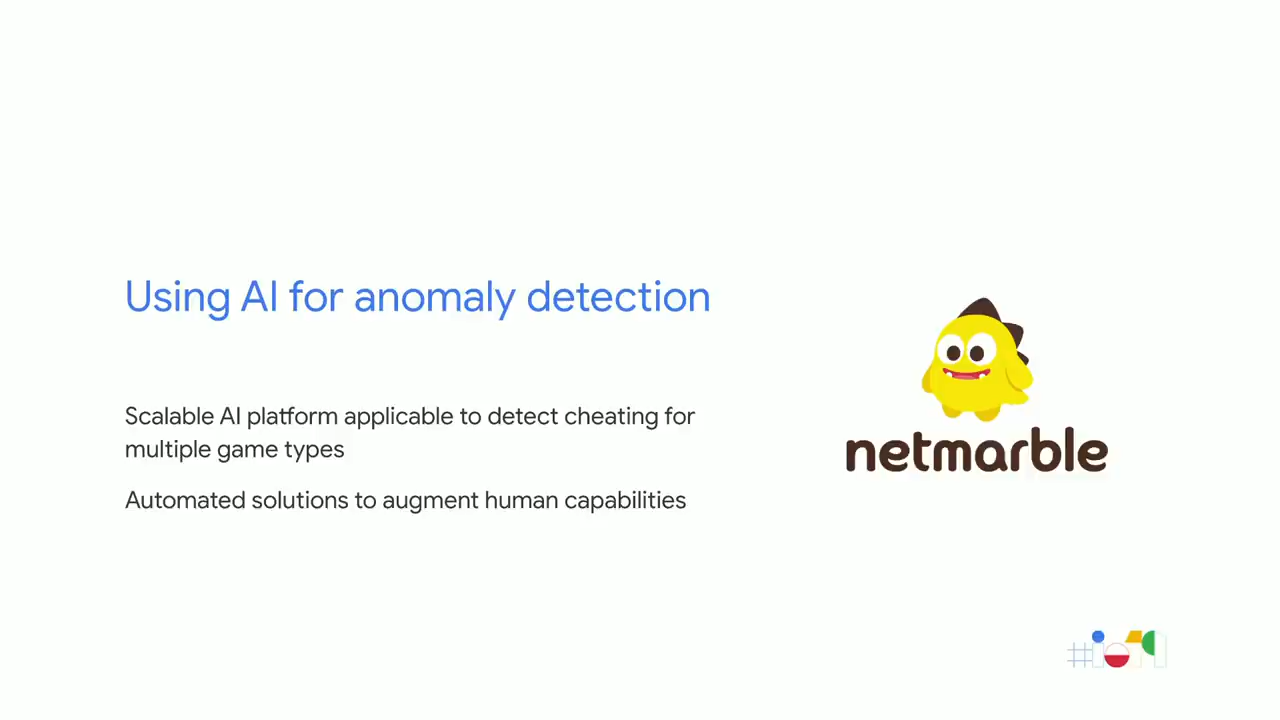 Using AI for anomaly detection
Scalable AI platform applicable to detect cheating for
multiple game types
Automated solutions to augment human capabilities
netmarble
#io19